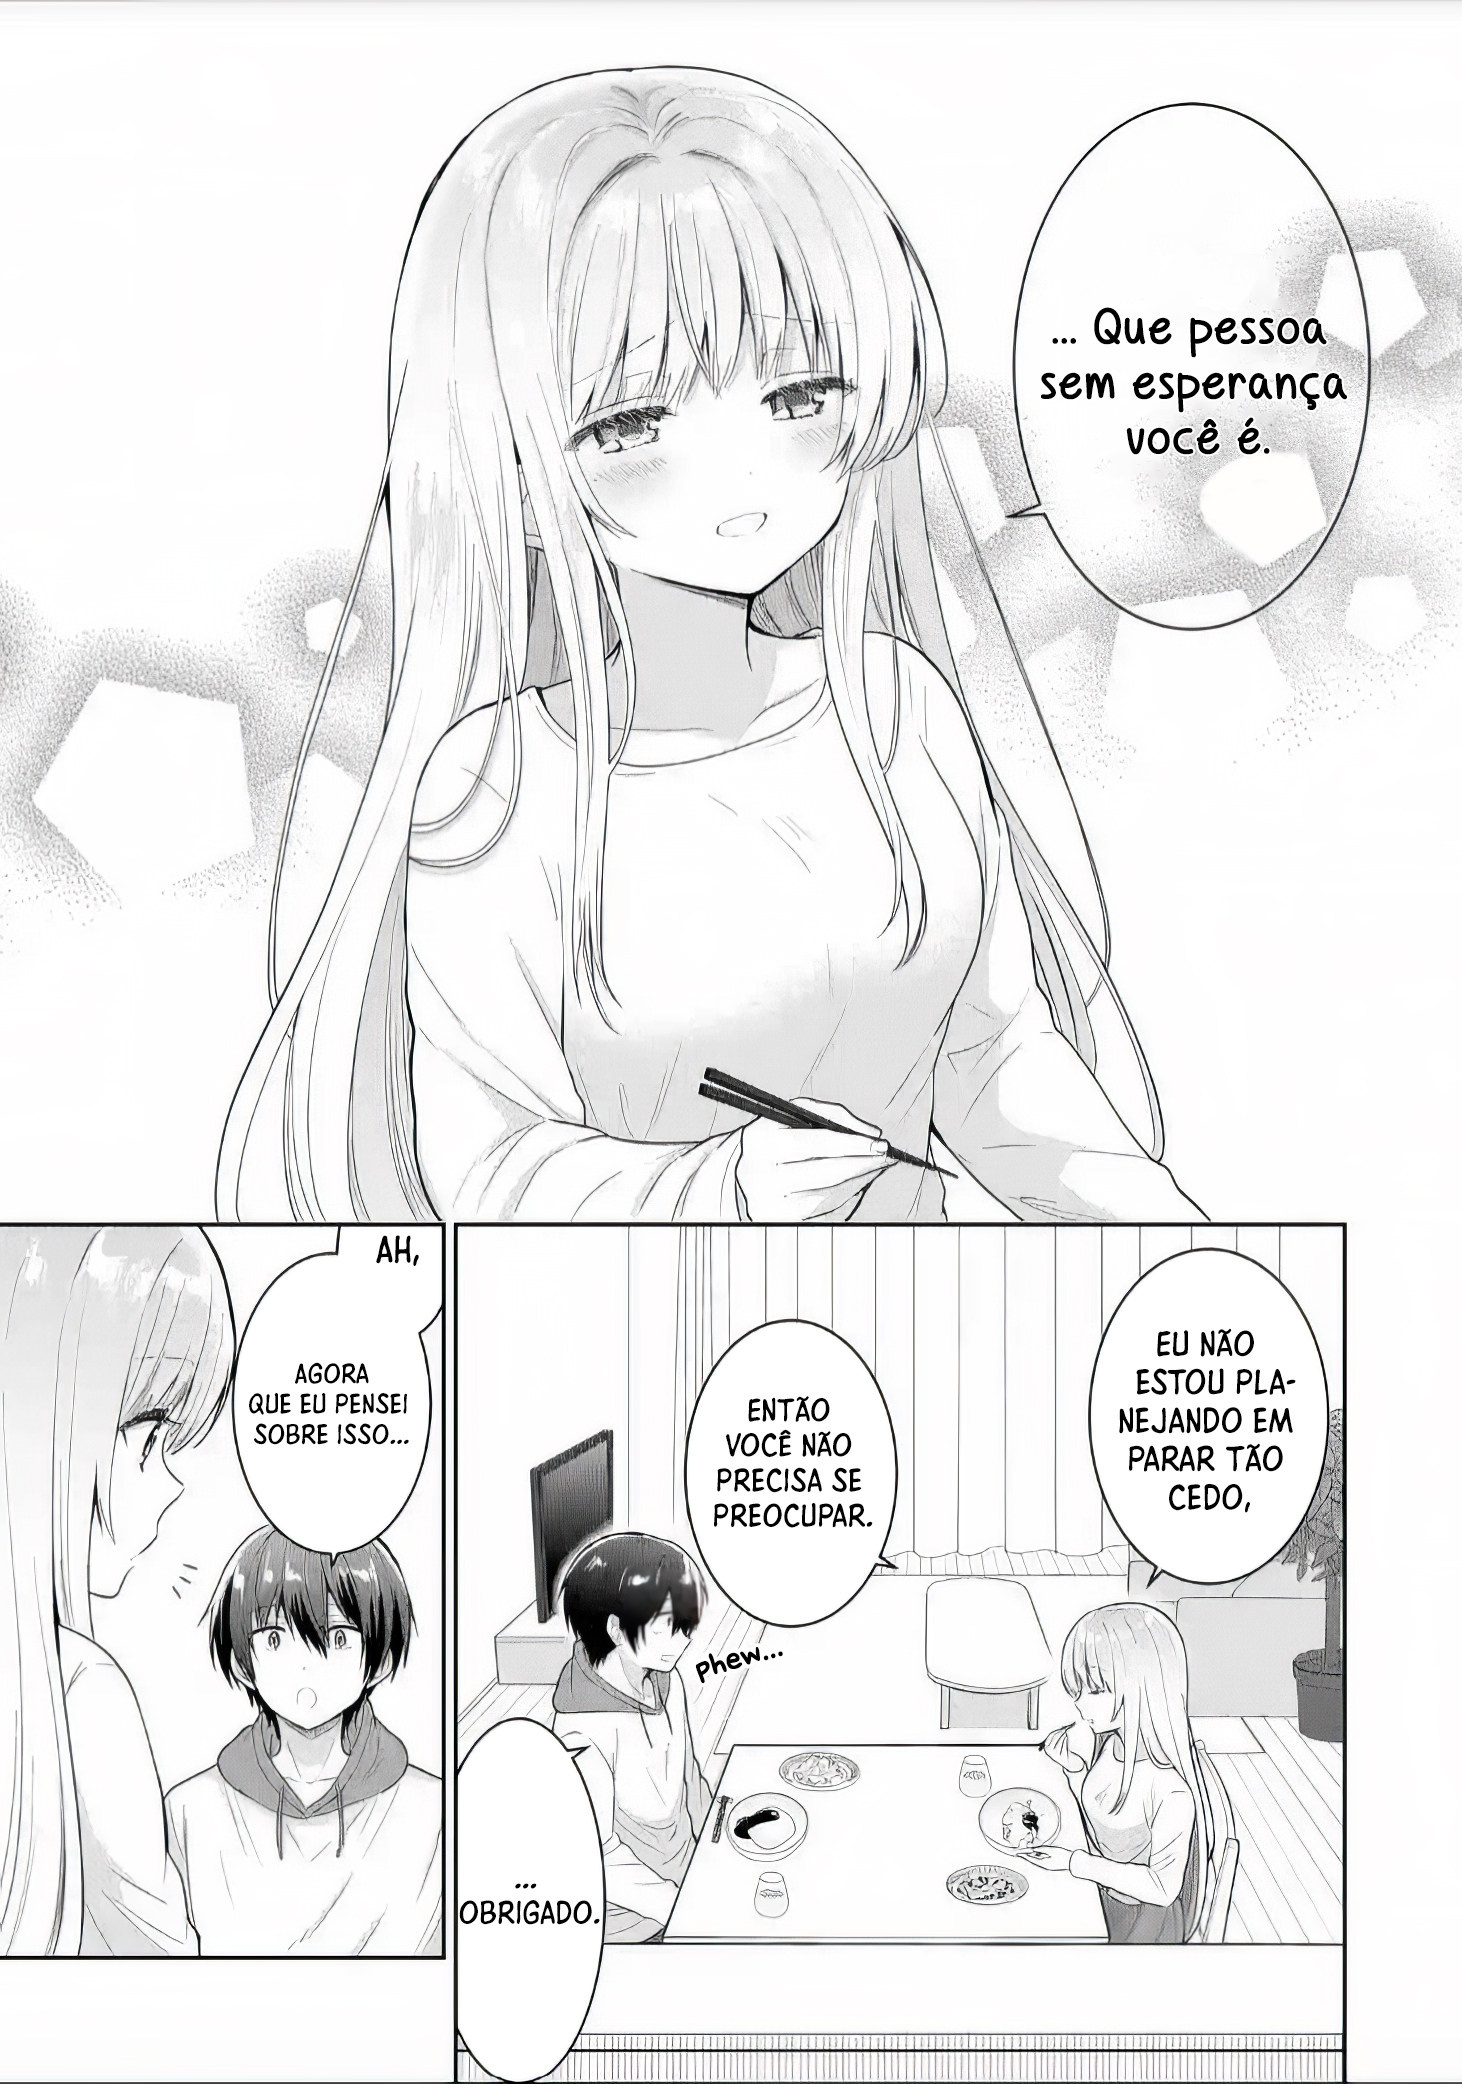 ... Que pessoa
sem esperança
você é.
EU NÃO
ESTOU PLA-
NEJANDO EM
PARAR TÃO
CEDO,
ENTÃO
VOCÊ NÃO
PRECISA SE
PREOCUPAR.
phew...
...
OBRIGADO.
AH,
AGORA
QUE EU PENSEI
SOBRE ISSO...